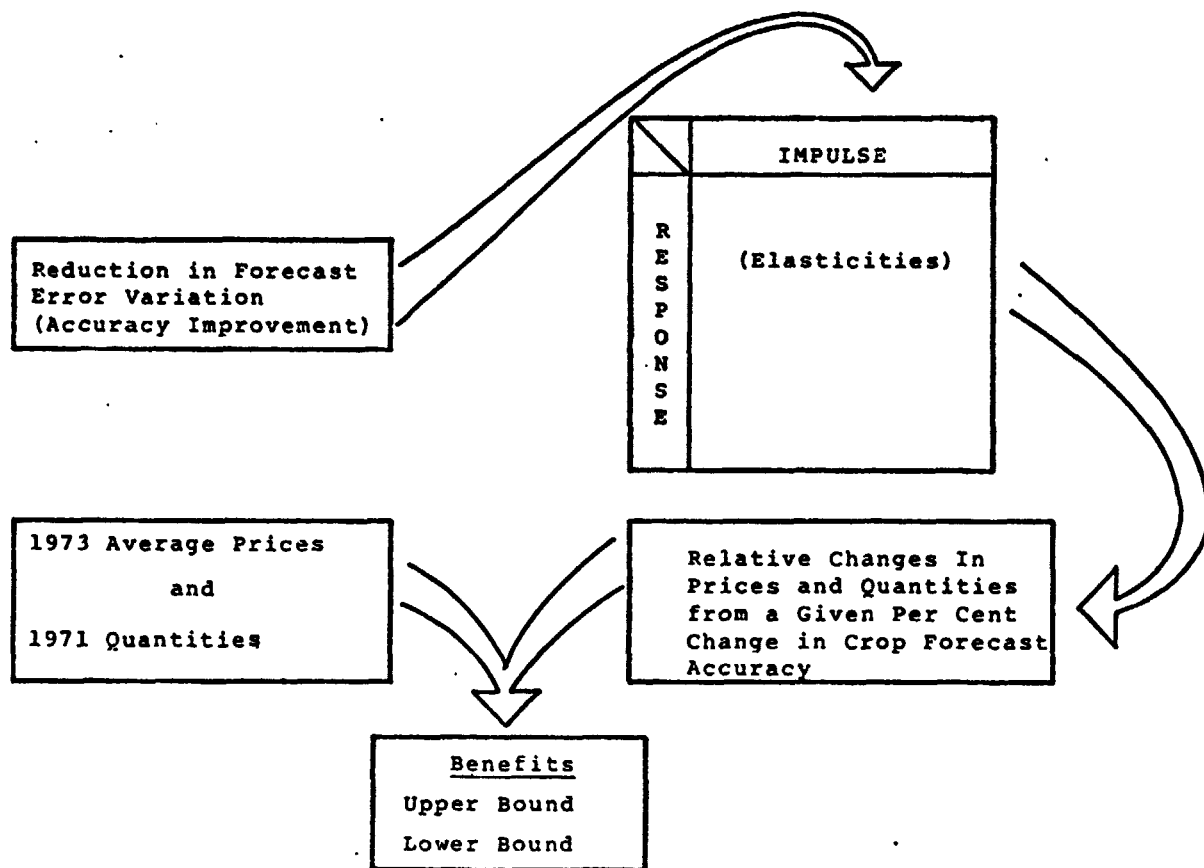 Reduction in Forecast
Error Variation
(Accuracy Improvement)
IMPULSE
RESPONSE
(Elasticities)
1973 Average Prices
and
1971 Quantities
Relative Changes In
Prices and Quantities
from a Given Per Cent
Change in Crop Forecast
Accuracy
Benefits
Upper Bound
Lower Bound